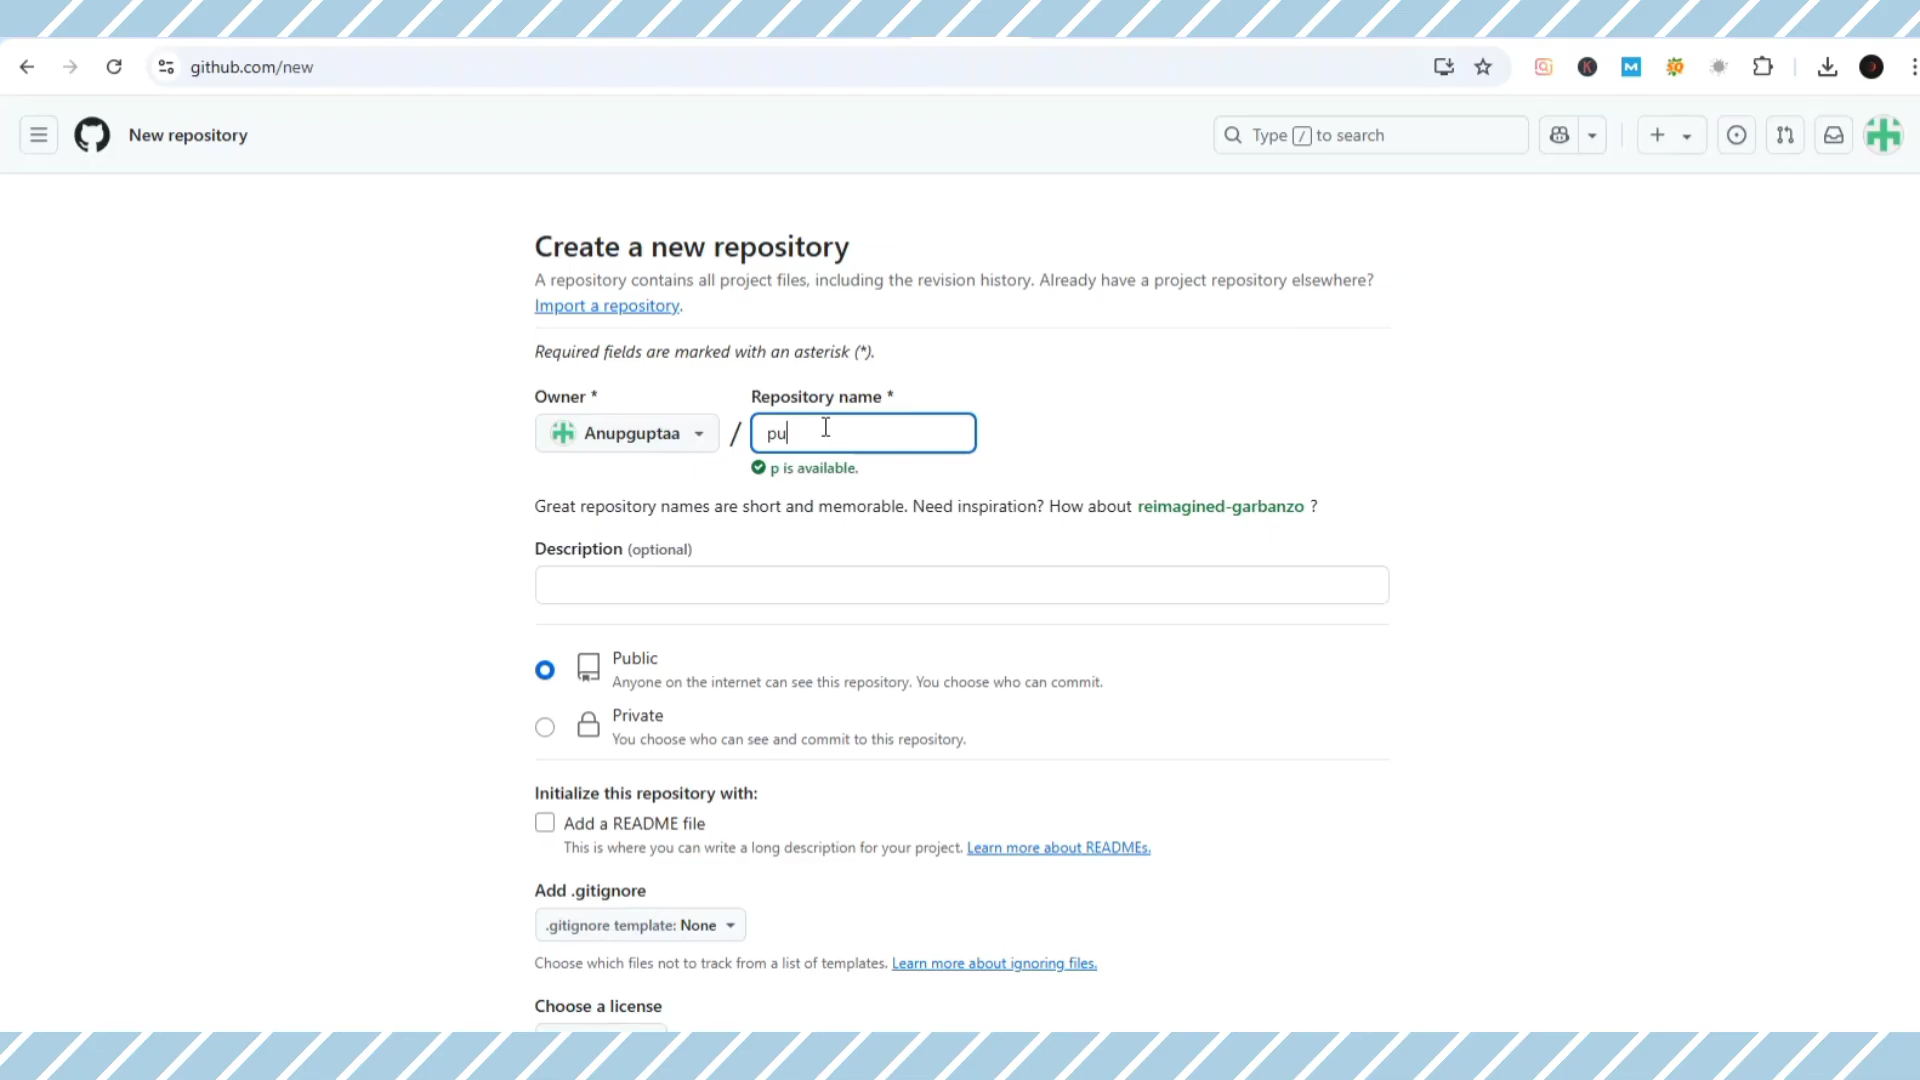 github.com/new
New repository
Type / to search
Create a new repository
A repository contains all project files, including the revision history. Already have a project repository elsewhere?
Import a repository.
Required fields are marked with an asterisk (*).
Owner * Repository name *
Anupguptaa / pu
p is available.
Great repository names are short and memorable. Need inspiration? How about reimagined-garbanzo ?
Description (optional)
Public
Anyone on the internet can see this repository. You choose who can commit.
Private
You choose who can see and commit to this repository.
Initialize this repository with:
Add a README file
This is where you can write a long description for your project. Learn more about READMEs.
Add .gitignore
.gitignore template: None
Choose which files not to track from a list of templates. Learn more about ignoring files.
Choose a license